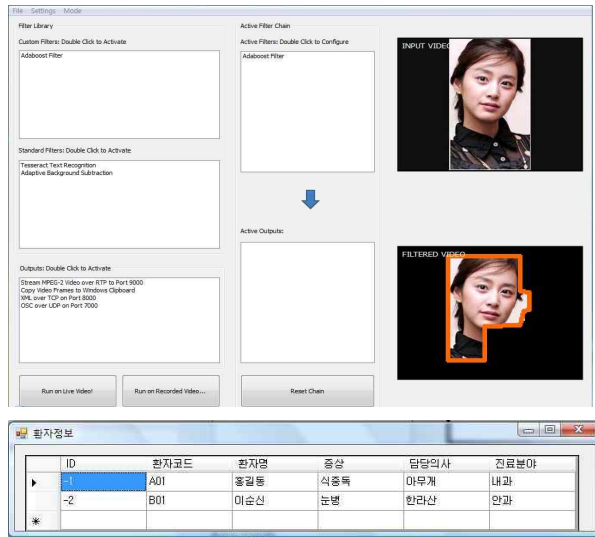 File Settings Mode
Filter Library
Custom Filters: Double Click to Activate
Adaboost Filter
Standard Filters: Double Click to Activate
Tesseract Text Recognition
Adaptive Background Subtraction
Outputs: Double Click to Activate
Stream MPEG-2 Video over RTP to Port 9000
Copy Video Frames to Windows Clipboard
XML over TCP on Port 8000
OSC over UDP on Port 7000
Run on Live Video!
Run on Recorded Video...
Active Filter Chain
Active Filters: Double Click to Configure
Adaboost Filter
Active Outputs:
Reset Chain
INPUT VIDEO
FILTERED VIDEO
환자정보
ID 환자코드 환자명 증상 담당의사 진료분야
-1 A01 홍길동 식중독 아무개 내과
-2 B01 이순신 눈병 한라산 안과